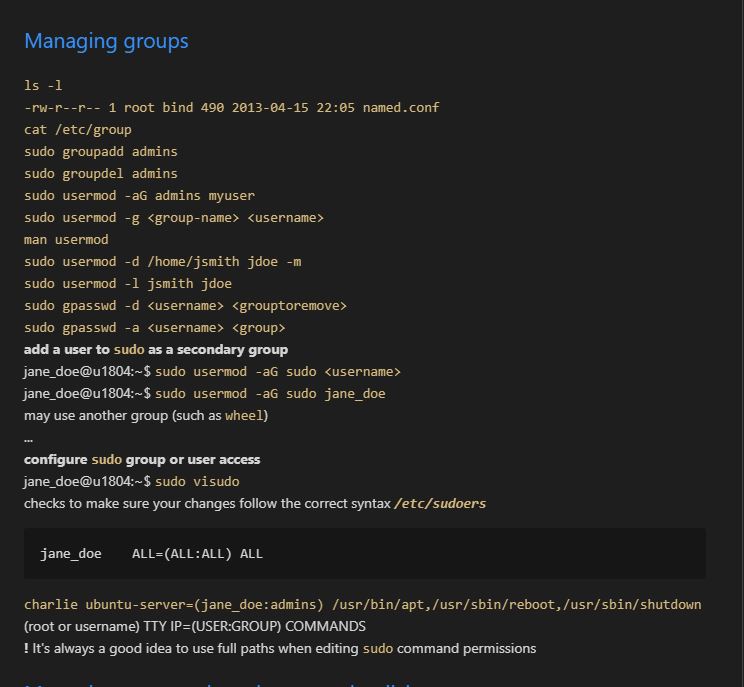 Managing groups
ls -l
-rw-r--r-- 1 root bind 490 2013-04-15 22:05 named.conf
cat /etc/group
sudo groupadd admins
sudo groupdel admins
sudo usermod -aG admins myuser
sudo usermod -g <group-name> <username>
man usermod
sudo usermod -d /home/jsmith jdoe -m
sudo usermod -l jsmith jdoe
sudo gpasswd -d <username> <grouptoremove>
sudo gpasswd -a <username> <group>
add a user to sudo as a secondary group
jane_doe@u1804:~$ sudo usermod -aG sudo <username>
jane_doe@u1804:~$ sudo usermod -aG sudo jane_doe
may use another group (such as wheel)
...
configure sudo group or user access
jane_doe@u1804:~$ sudo visudo
checks to make sure your changes follow the correct syntax /etc/sudoers
jane_doe    ALL=(ALL:ALL) ALL
charlie ubuntu-server=(jane_doe:admins) /usr/bin/apt,/usr/sbin/reboot,/usr/sbin/shutdown
(root or username) TTY IP=(USER:GROUP) COMMANDS
! It's always a good idea to use full paths when editing sudo command permissions